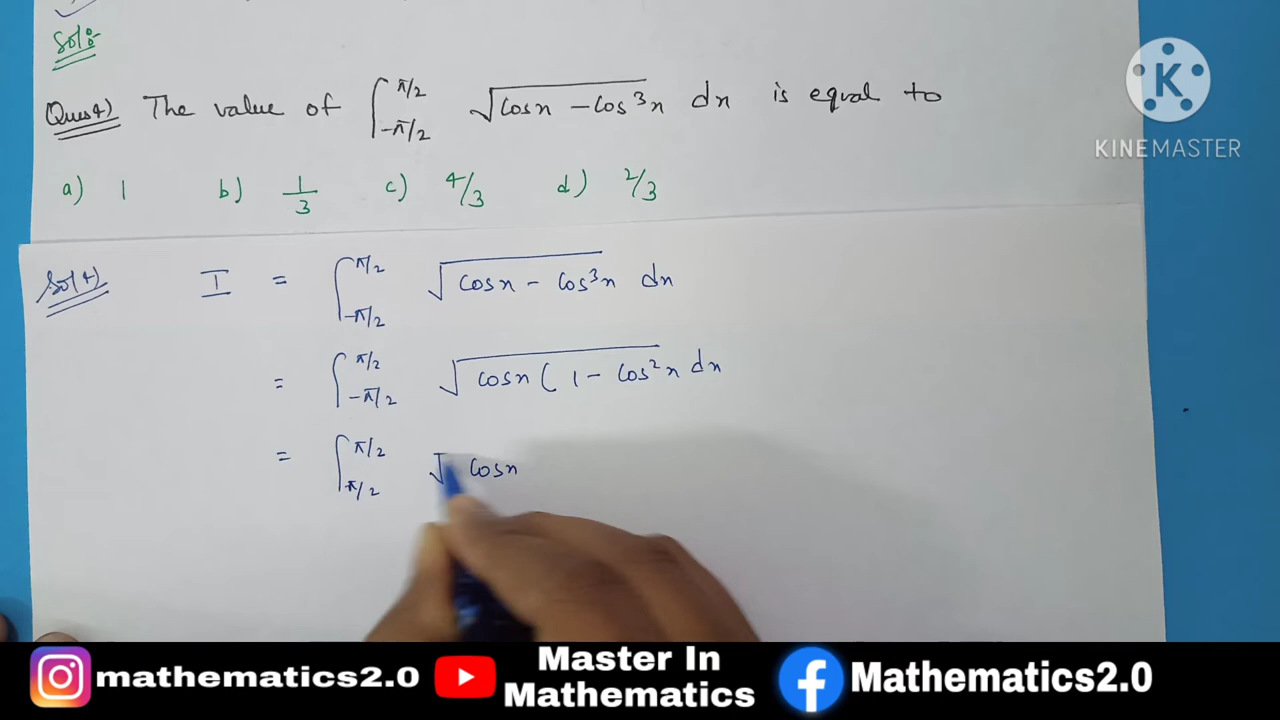 Sol:
Ques4) The value of ∫_{-π/2}^{π/2} √(cosx - cos³x) dx is equal to
a) 1 b) 1/3 c) 4/3 d) 2/3
K
KINEMASTER
Sol4) I = ∫_{-π/2}^{π/2} √(cosx - cos³x) dx
= ∫_{-π/2}^{π/2} √(cosx ( 1 - cos²x dx
= ∫_{-π/2}^{π/2} √ cosx
mathematics2.0
Master In
Mathematics
Mathematics2.0